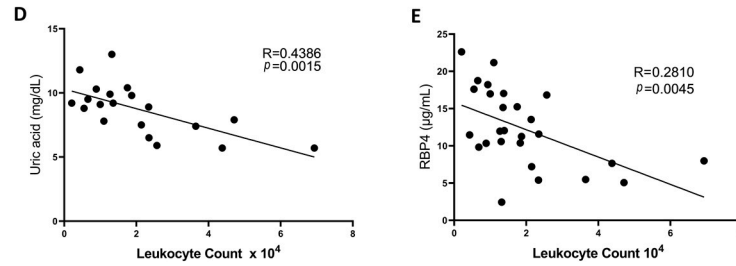 D
R=0.4386
p=0.0015
15
10
5
0
Uric acid (mg/dL)
0 2 4 6 8
Leukocyte Count x 10⁴
E
R=0.2810
p=0.0045
25
20
15
10
5
0
RBP4 (μg/mL)
0 2 4 6
Leukocyte Count 10⁴